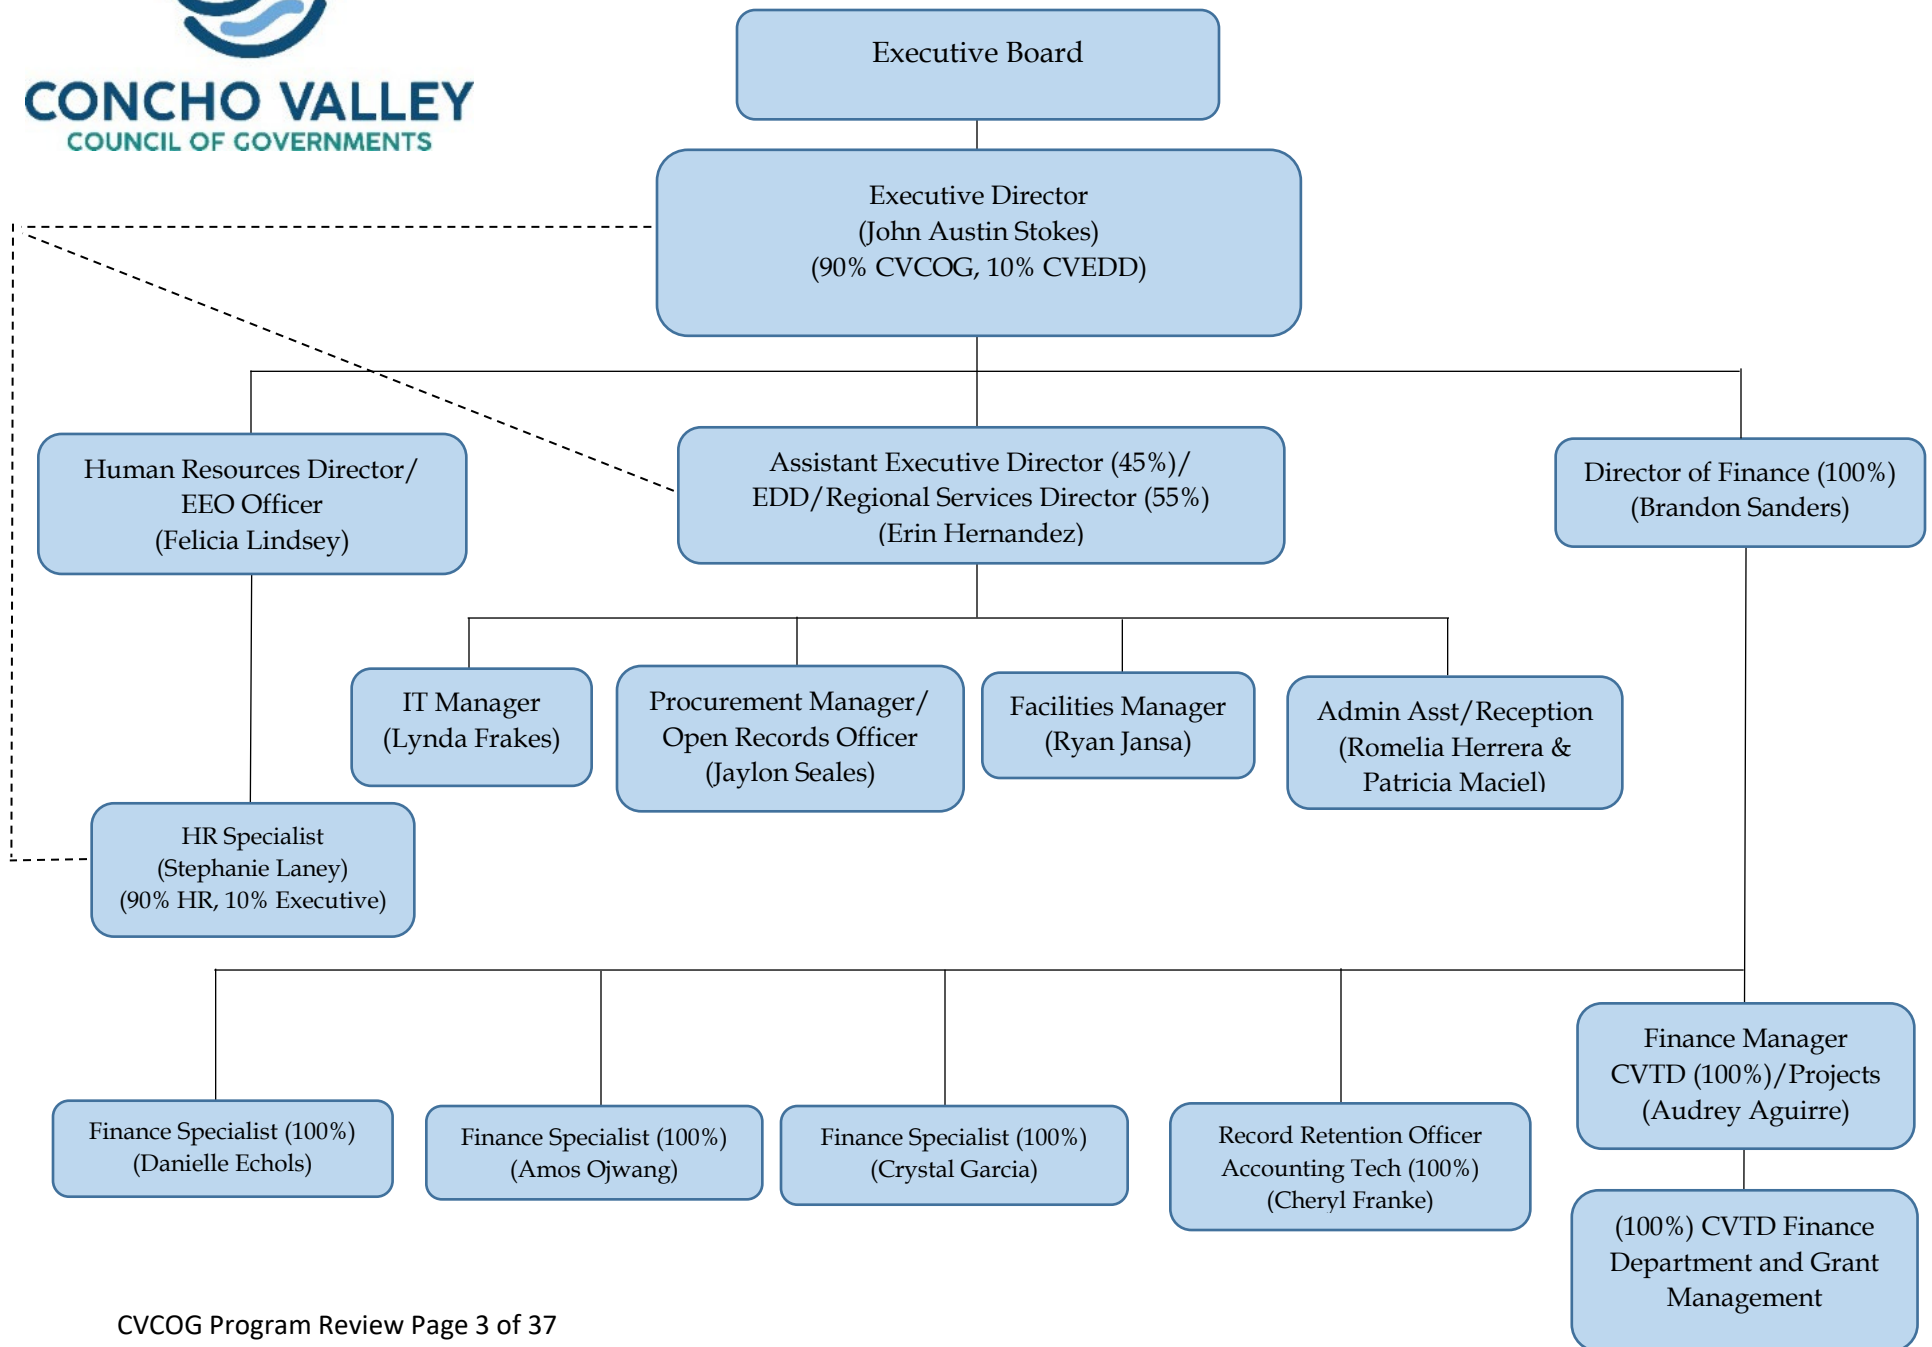 CONCHO VALLEY
COUNCIL OF GOVERNMENTS
Executive Board
Executive Director
(John Austin Stokes)
(90% CVCOG, 10% CVEDD)
Human Resources Director/
EEO Officer
(Felicia Lindsey)
Assistant Executive Director (45%)/
EDD/Regional Services Director (55%)
(Erin Hernandez)
Director of Finance (100%)
(Brandon Sanders)
IT Manager
(Lynda Frakes)
Procurement Manager/
Open Records Officer
(Jaylon Seales)
Facilities Manager
(Ryan Jansa)
Admin Asst/Reception
(Romelia Herrera &
Patricia Maciel)
HR Specialist
(Stephanie Laney)
(90% HR, 10% Executive)
Finance Specialist (100%)
(Danielle Echols)
Finance Specialist (100%)
(Amos Ojwang)
Finance Specialist (100%)
(Crystal Garcia)
Record Retention Officer
Accounting Tech (100%)
(Cheryl Franke)
Finance Manager
CVTD (100%)/Projects
(Audrey Aguirre)
(100%) CVTD Finance
Department and Grant
Management
CVCOG Program Review Page 3 of 37